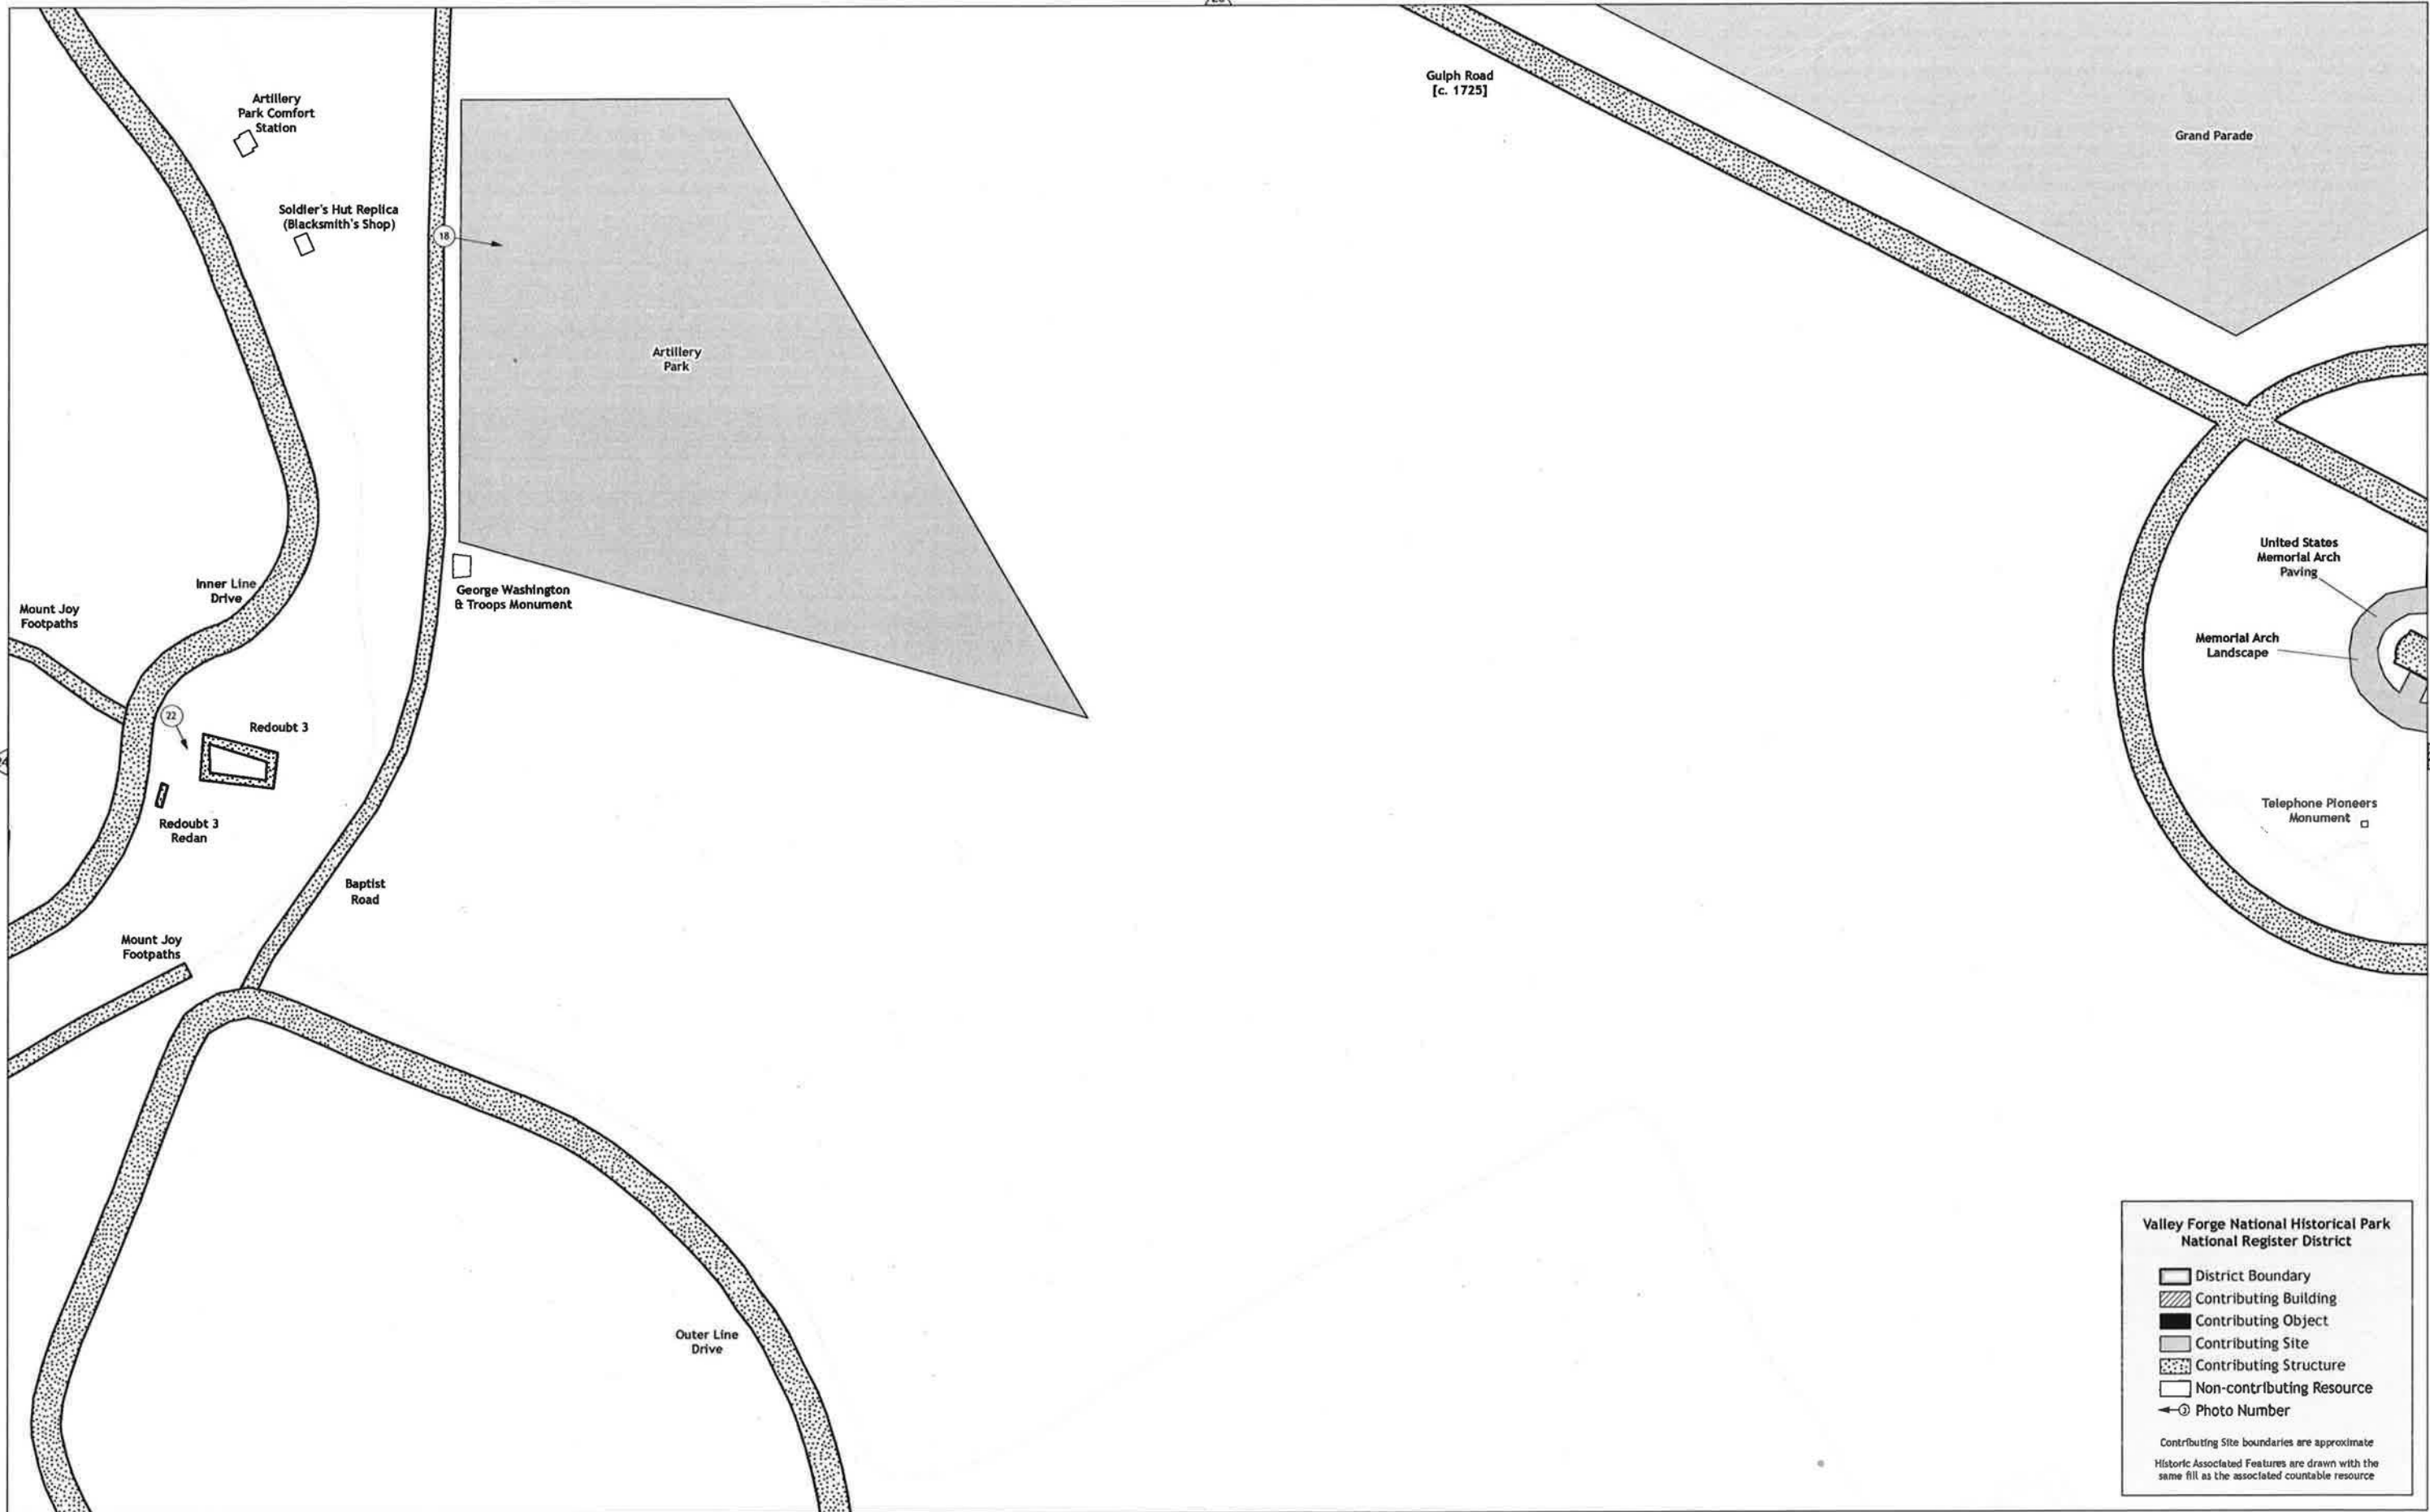 Artillery
Park Comfort
Station
Soldier's Hut Replica
(Blacksmith's Shop)
18
Gulph Road
[c. 1725]
Grand Parade
Artillery
Park
Inner Line
Drive
Mount Joy
Footpaths
George Washington
& Troops Monument
United States
Memorial Arch
Paving
Memorial Arch
Landscape
22
Redoubt 3
Redoubt 3
Redan
Telephone Pioneers
Monument
Baptist
Road
Mount Joy
Footpaths
Outer Line
Drive
Valley Forge National Historical Park
National Register District
District Boundary
Contributing Building
Contributing Object
Contributing Site
Contributing Structure
Non-contributing Resource
Photo Number
Contributing Site boundaries are approximate
Historic Associated Features are drawn with the
same fill as the associated countable resource